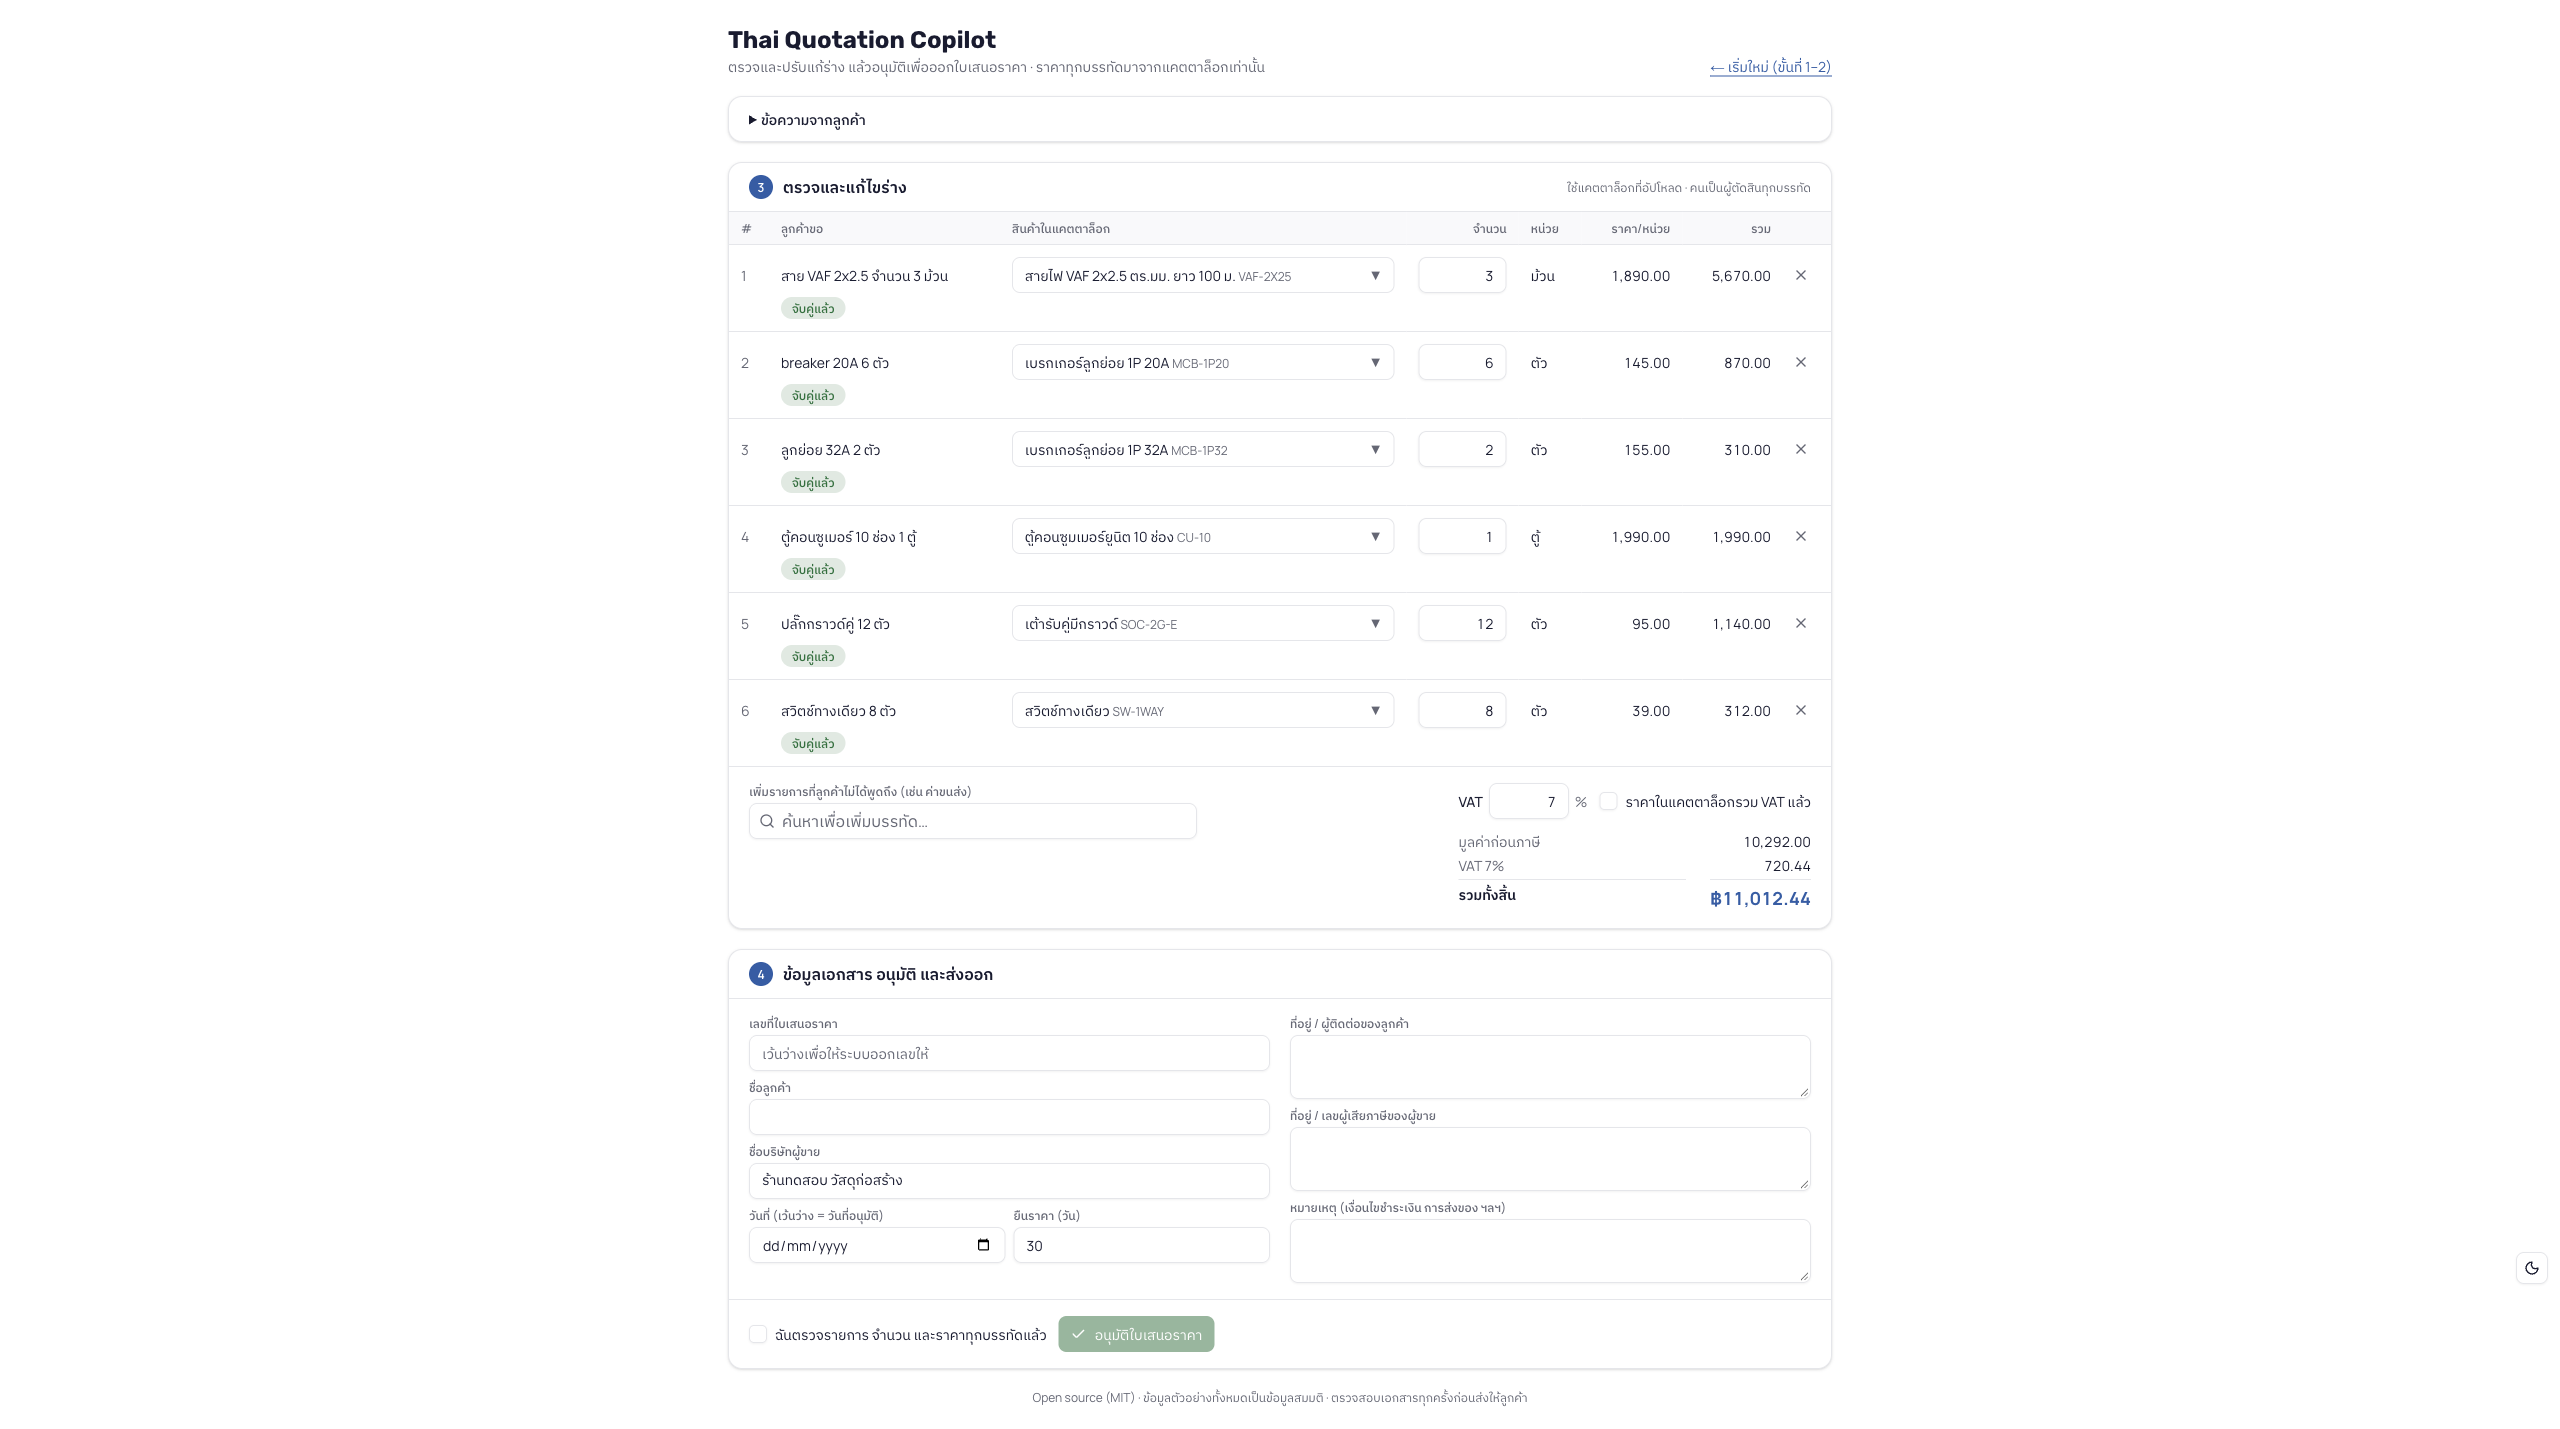 Thai Quotation Copilot
ตรวจและปรับแก้ร่าง แล้วอนุมัติเพื่อออกใบเสนอราคา · ราคาทุกบรรทัดมาจากแคตตาล็อกเท่านั้น
← เริ่มใหม่ (ขั้นที่ 1–2)
▶ ข้อความจากลูกค้า
3 ตรวจและแก้ไขร่าง
ใช้แคตตาล็อกที่อัปโหลด · คนเป็นผู้ตัดสินทุกบรรทัด
# ลูกค้าขอ สินค้าในแคตตาล็อก จำนวน หน่วย ราคา/หน่วย รวม
1 สาย VAF 2x2.5 จำนวน 3 ม้วน สายไฟ VAF 2x2.5 ตร.มม. ยาว 100 ม. VAF-2X25 ▼ 3 ม้วน 1,890.00 5,670.00 ×
จับคู่แล้ว
2 breaker 20A 6 ตัว เบรกเกอร์ลูกย่อย 1P 20A MCB-1P20 ▼ 6 ตัว 145.00 870.00 ×
จับคู่แล้ว
3 ลูกย่อย 32A 2 ตัว เบรกเกอร์ลูกย่อย 1P 32A MCB-1P32 ▼ 2 ตัว 155.00 310.00 ×
จับคู่แล้ว
4 ตู้คอนซูเมอร์ 10 ช่อง 1 ตู้ ตู้คอนซูมเมอร์ยูนิต 10 ช่อง CU-10 ▼ 1 ตู้ 1,990.00 1,990.00 ×
จับคู่แล้ว
5 ปลั๊กกราวด์คู่ 12 ตัว เต้ารับคู่มีกราวด์ SOC-2G-E ▼ 12 ตัว 95.00 1,140.00 ×
จับคู่แล้ว
6 สวิตช์ทางเดียว 8 ตัว สวิตช์ทางเดียว SW-1WAY ▼ 8 ตัว 39.00 312.00 ×
จับคู่แล้ว
เพิ่มรายการที่ลูกค้าไม่ได้พูดถึง (เช่น ค่าขนส่ง)
ค้นหาเพื่อเพิ่มบรรทัด…
VAT 7 % ราคาในแคตตาล็อกรวม VAT แล้ว
มูลค่าก่อนภาษี 10,292.00
VAT 7% 720.44
รวมทั้งสิ้น ฿11,012.44
4 ข้อมูลเอกสาร อนุมัติ และส่งออก
เลขที่ใบเสนอราคา
เว้นว่างเพื่อให้ระบบออกเลขให้
ชื่อลูกค้า
ชื่อบริษัทผู้ขาย
ร้านทดสอบ วัสดุก่อสร้าง
วันที่ (เว้นว่าง = วันที่อนุมัติ) ยืนราคา (วัน)
dd/mm/yyyy 30
ที่อยู่ / ผู้ติดต่อของลูกค้า
ที่อยู่ / เลขผู้เสียภาษีของผู้ขาย
หมายเหตุ (เงื่อนไขชำระเงิน การส่งของ ฯลฯ)
ฉันตรวจรายการ จำนวน และราคาทุกบรรทัดแล้ว อนุมัติใบเสนอราคา
Open source (MIT) · ข้อมูลตัวอย่างทั้งหมดเป็นข้อมูลสมมติ · ตรวจสอบเอกสารทุกครั้งก่อนส่งให้ลูกค้า